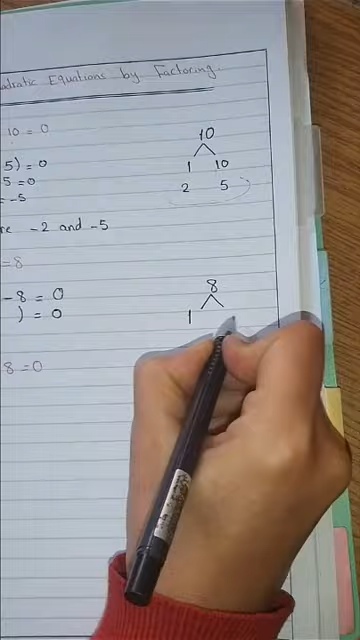 Quadratic Equations by Factoring.
10 = 0
10
5) = 0
1 10
5 = 0
2 5
= -5
re -2 and -5
= 8
8
-8 = 0
1
) = 0
8 = 0